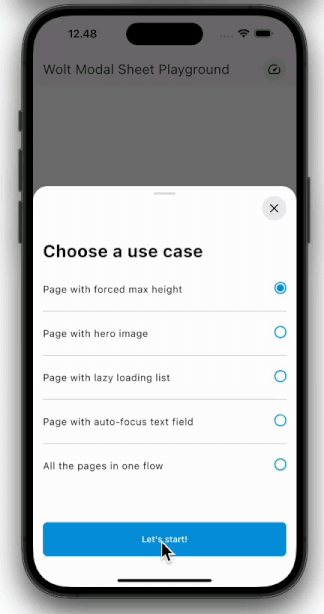 12.48
Wolt Modal Sheet Playground
Choose a use case
Page with forced max height
Page with hero image
Page with lazy loading list
Page with auto-focus text field
All the pages in one flow
Let's start!